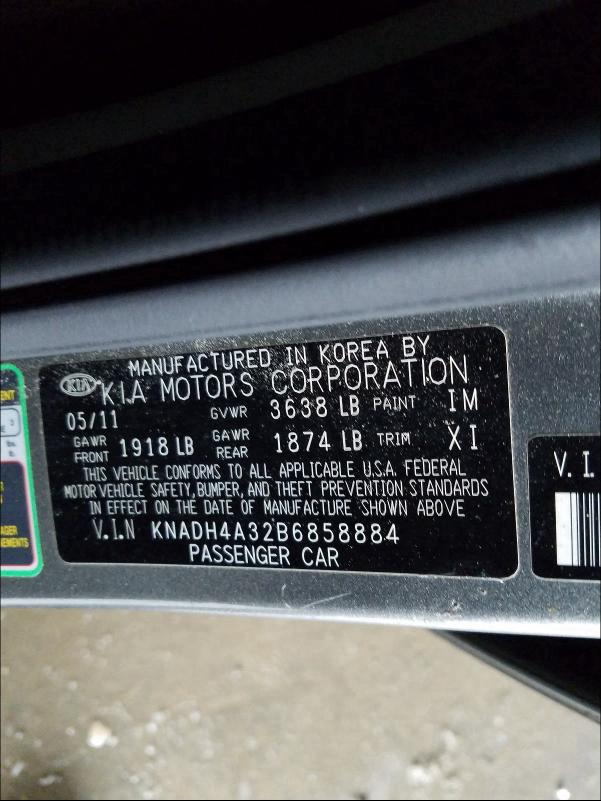 MANUFACTURED IN KOREA BY
KIA KIA MOTORS CORPORATION
05/11 GVWR 3638 LB PAINT IM
GAWR FRONT 1918 LB GAWR REAR 1874 LB TRIM XI
THIS VEHICLE CONFORMS TO ALL APPLICABLE U.S.A. FEDERAL
MOTOR VEHICLE SAFETY, BUMPER, AND THEFT PREVENTION STANDARDS
IN EFFECT ON THE DATE OF MANUFACTURE SHOWN ABOVE
V.I.N KNADH4A32B6858884
PASSENGER CAR
V.I.